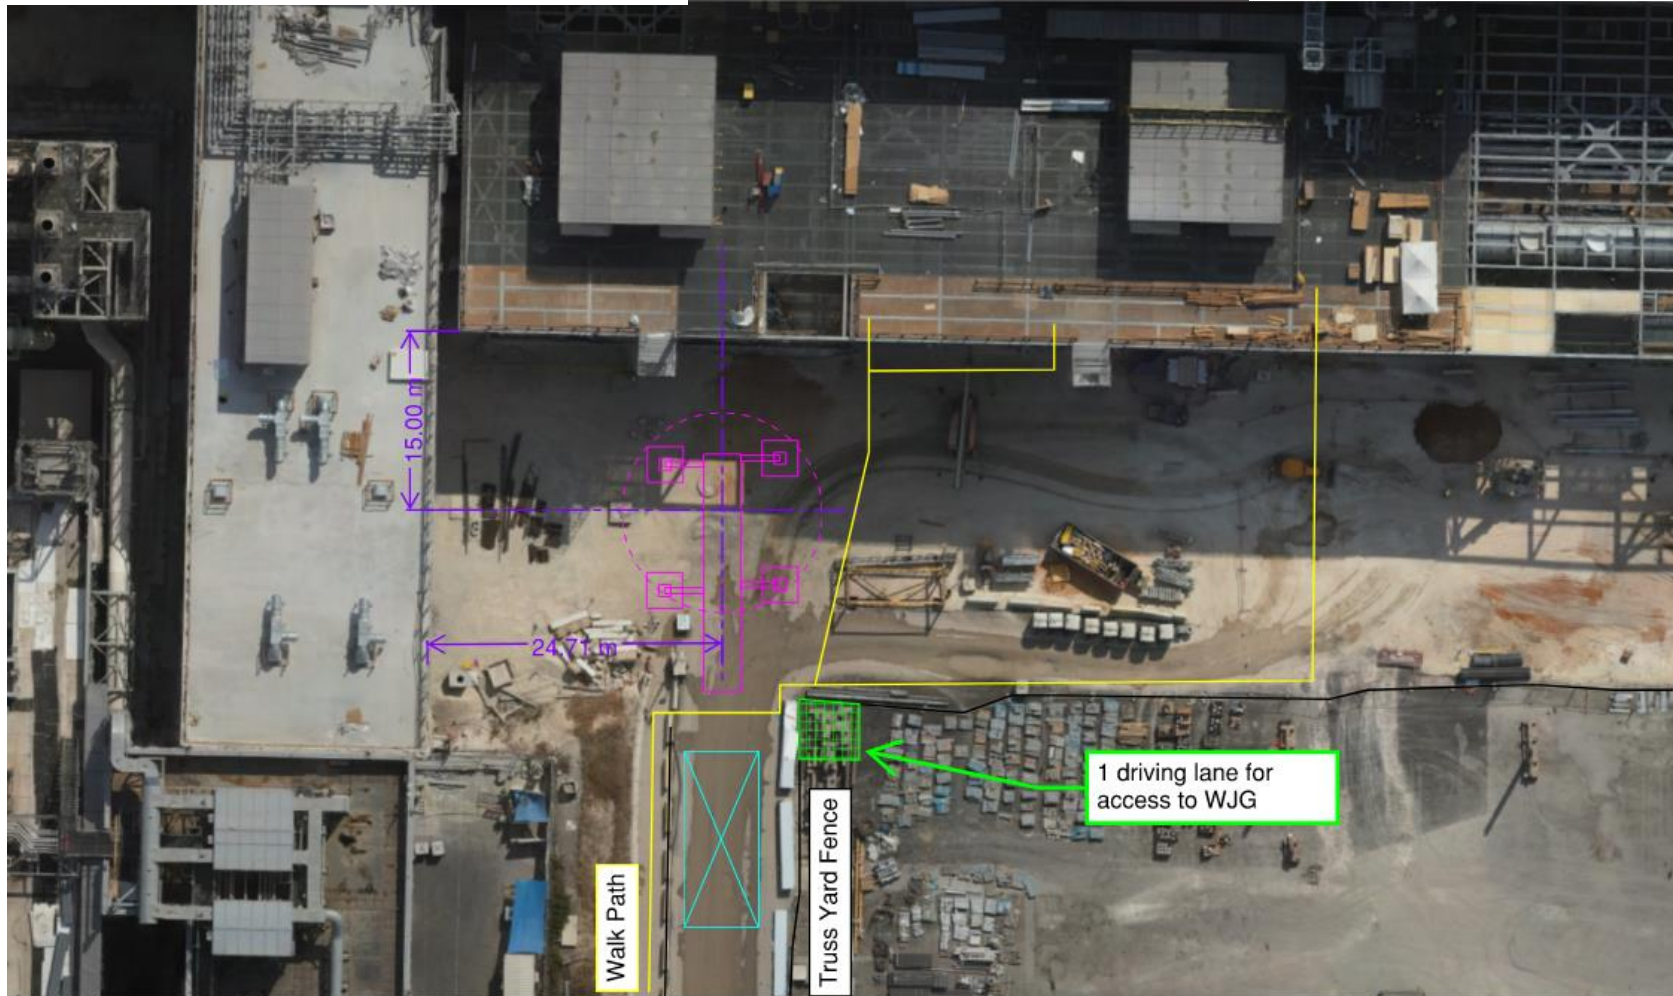 15.00 m
24.71 m
1 driving lane for
access to WJG
Walk Path
Truss Yard Fence